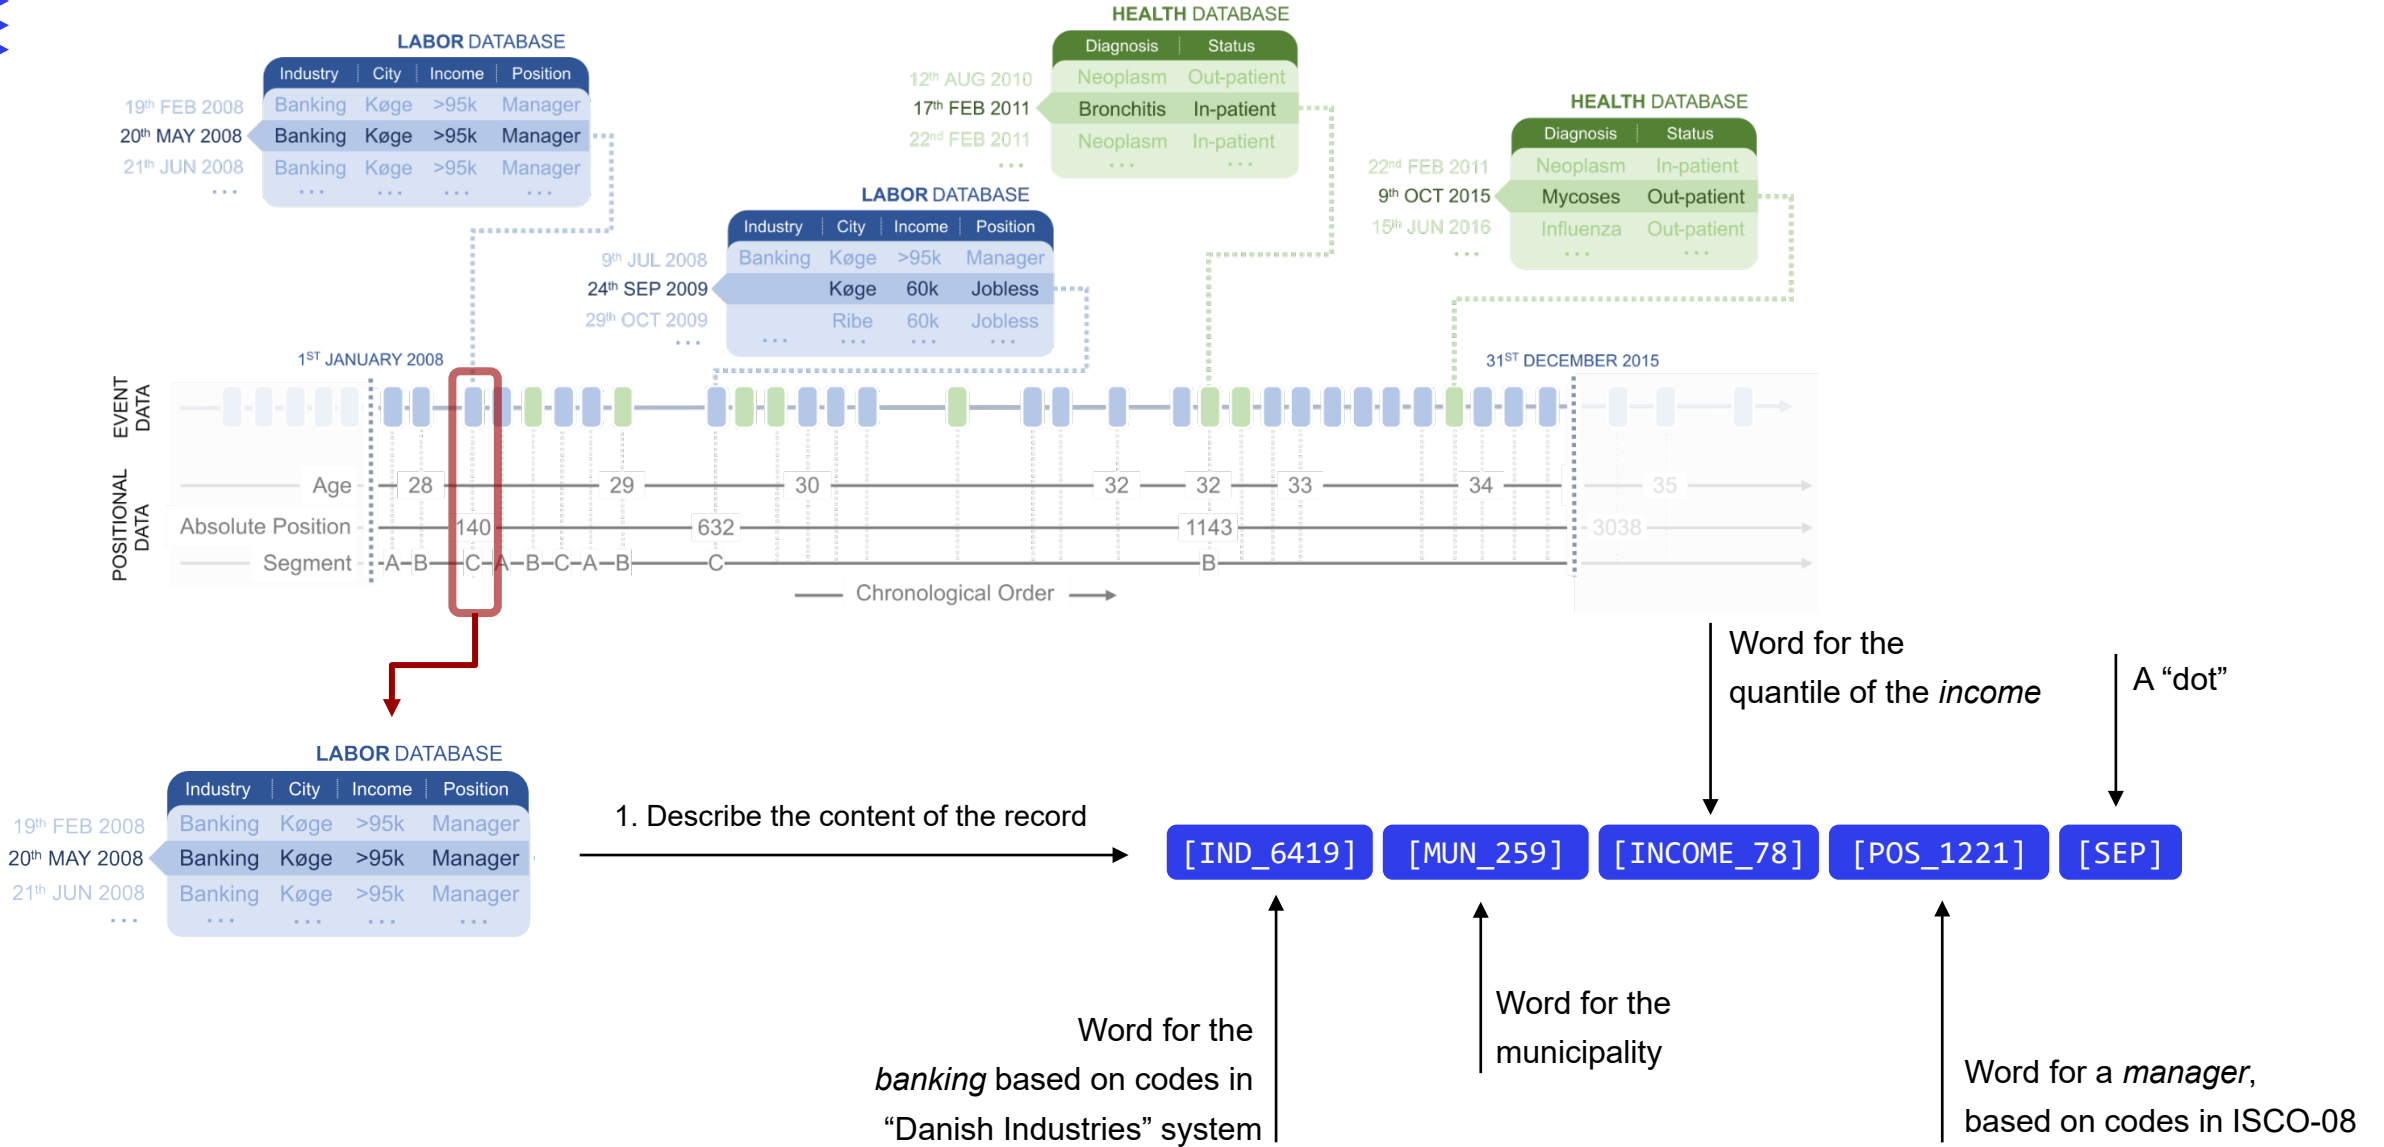 HEALTH DATABASE
Diagnosis Status
12th AUG 2010 Neoplasm Out-patient
17th FEB 2011 Bronchitis In-patient
22nd FEB 2011 Neoplasm In-patient
... ... ...
LABOR DATABASE
Industry City Income Position
19th FEB 2008 Banking Køge >95k Manager
20th MAY 2008 Banking Køge >95k Manager
21th JUN 2008 Banking Køge >95k Manager
... ... ... ... ...
HEALTH DATABASE
Diagnosis Status
22nd FEB 2011 Neoplasm In-patient
9th OCT 2015 Mycoses Out-patient
15th JUN 2016 Influenza Out-patient
... ... ...
LABOR DATABASE
Industry City Income Position
9th JUL 2008 Banking Køge >95k Manager
24th SEP 2009 Køge 60k Jobless
29th OCT 2009 Ribe 60k Jobless
... ... ... ... ...
1ST JANUARY 2008
31ST DECEMBER 2015
EVENT
DATA
POSITIONAL
DATA
Age 28 29 30 32 32 33 34 35
Absolute Position 140 632 1143 3038
Segment A B C A B C A B C B
Chronological Order
Word for the
quantile of the income
A “dot”
LABOR DATABASE
Industry City Income Position
19th FEB 2008 Banking Køge >95k Manager
20th MAY 2008 Banking Køge >95k Manager
21th JUN 2008 Banking Køge >95k Manager
... ... ... ... ...
1. Describe the content of the record
[IND_6419] [MUN_259] [INCOME_78] [POS_1221] [SEP]
Word for the
banking based on codes in
“Danish Industries” system
Word for the
municipality
Word for a manager,
based on codes in ISCO-08